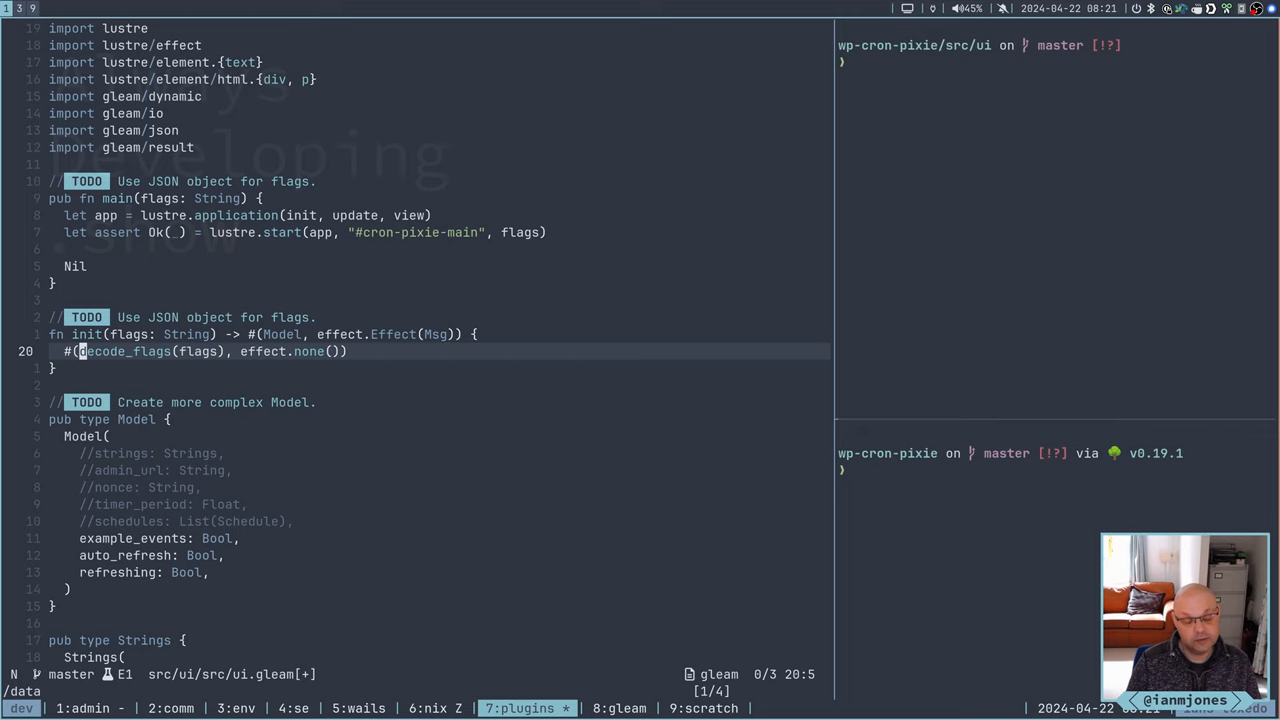 1 3 9
45% 2024-04-22 08:21
19 import lustre
18 import lustre/effect
17 import lustre/element.{text}
16 import lustre/element/html.{div, p}
15 import gleam/dynamic
14 import gleam/io
13 import gleam/json
12 import gleam/result
11
10 // TODO Use JSON object for flags.
9 pub fn main(flags: String) {
8 let app = lustre.application(init, update, view)
7 let assert Ok(_) = lustre.start(app, "#cron-pixie-main", flags)
6
5 Nil
4 }
3
2 // TODO Use JSON object for flags.
1 fn init(flags: String) -> #(Model, effect.Effect(Msg)) {
20 #(decode_flags(flags), effect.none())
1 }
2
3 // TODO Create more complex Model.
4 pub type Model {
5 Model(
6 //strings: Strings,
7 //admin_url: String,
8 //nonce: String,
9 //timer_period: Float,
10 //schedules: List(Schedule),
11 example_events: Bool,
12 auto_refresh: Bool,
13 refreshing: Bool,
14 )
15 }
16
17 pub type Strings {
18 Strings(
N master E1 src/ui/src/ui.gleam[+] gleam 0/3 20:5
/data [1/4]
Developing
.show
wp-cron-pixie/src/ui on master [!?]
❯
wp-cron-pixie on master [!?] via v0.19.1
❯
@ianmjones
dev 1:admin - 2:comm 3:env 4:se 5:wails 6:nix Z 7:plugins * 8:gleam 9:scratch 2024-04-22 08:21